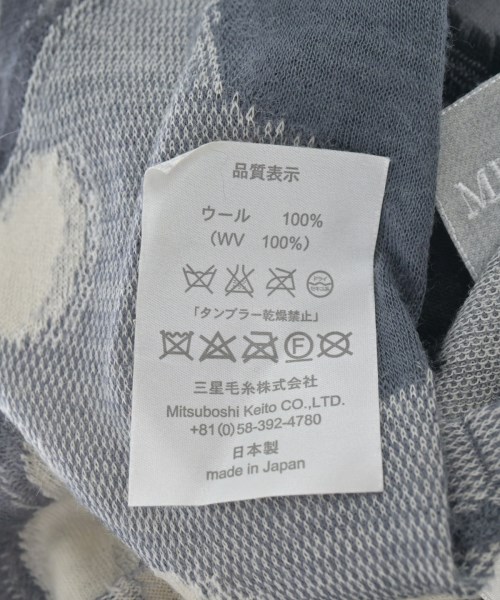 品質表示
ウール 100%
(WV 100%)
「タンブラー乾燥禁止」
三星毛糸株式会社
Mitsuboshi Keito CO.,LTD.
+81(0)58-392-4780
日本製
made in Japan